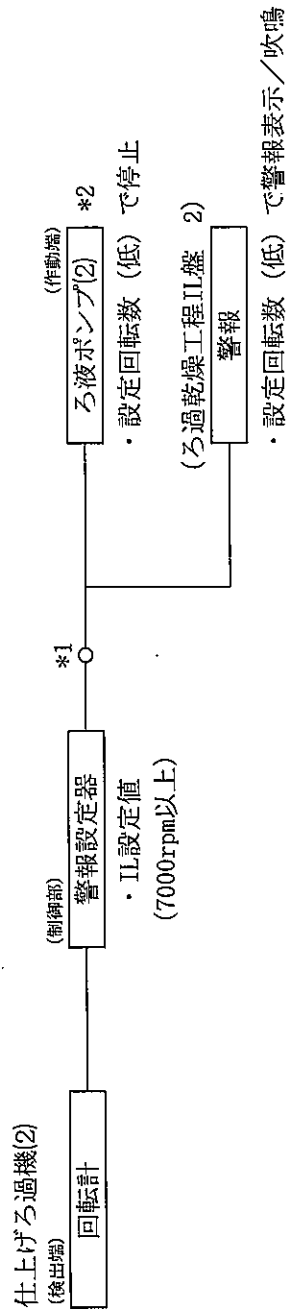 仕上げろ過機(2)
(検出端)
回転計
(制御部)
警報設定器
・IL設定値
(7000rpm以上)
*1
(作動端)
ろ液ポンプ(2) *2
・設定回転数(低)で停止
(ろ過乾燥工程IL盤 2)
警報
・設定回転数(低)で警報表示/吹鳴